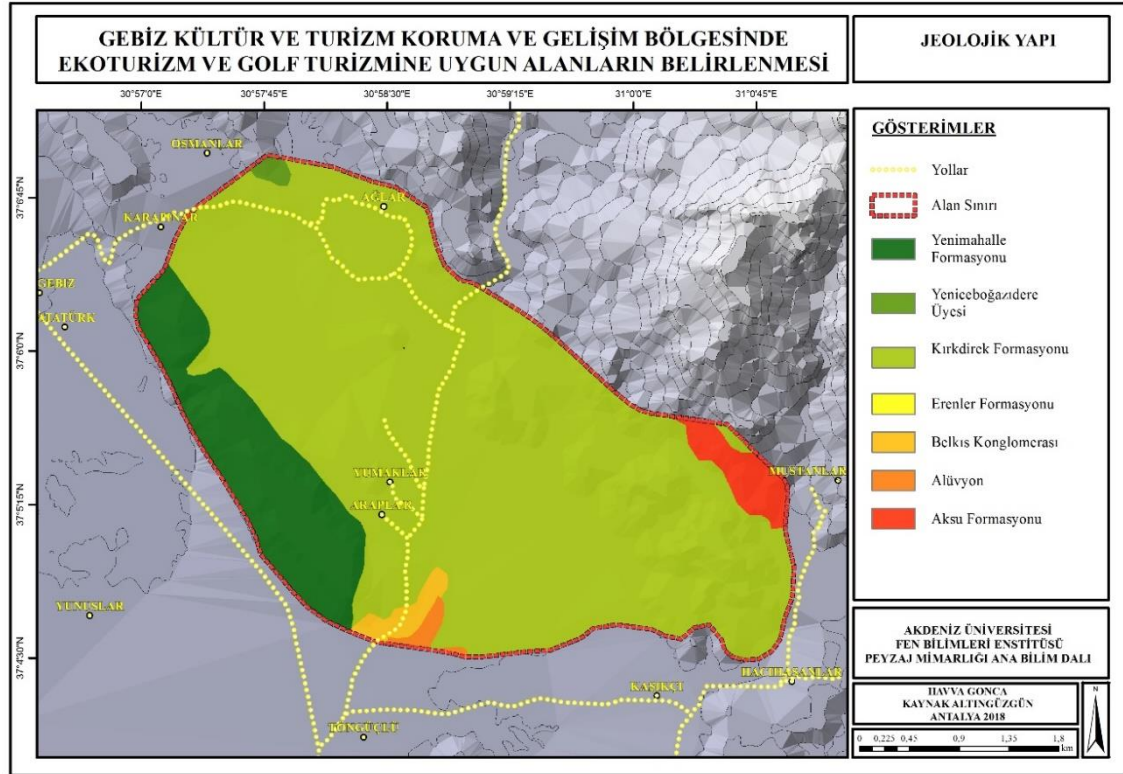 GEBİZ KÜLTÜR VE TURİZM KORUMA VE GELİŞİM BÖLGESİNDE
EKOTURİZM VE GOLF TURİZMİNE UYGUN ALANLARIN BELİRLENMESİ
JEOLOJİK YAPI
30°57'0"E
30°57'45"E
30°58'30"E
30°59'15"E
31°0'0"E
31°0'45"E
37°6'45"N
37°6'0"N
37°5'15"N
37°4'30"N
OSMANLAR
AĞLAR
KARAPINAR
GEBİZ
ATATÜRK
YUMAKLAR
ARAPLAR
MUSTANLAR
YUNUSLAR
HACIHASANLAR
KAŞIKÇI
TONGUÇLU
GÖSTERİMLER
Yollar
Alan Sınırı
Yenimahalle
Formasyonu
Yeniceboğazıdere
Üyesi
Kırkdirek Formasyonu
Erenler Formasyonu
Belkıs Konglomerası
Alüvyon
Aksu Formasyonu
AKDENİZ ÜNİVERSİTESİ
FEN BİLİMLERİ ENSTİTÜSÜ
PEYZAJ MİMARLIĞI ANA BİLİM DALI
HAVVA GONCA
KAYNAK ALTINGÜZGÜN
ANTALYA 2018
N
0 0,225 0,45 0,9 1,35 1,8
km